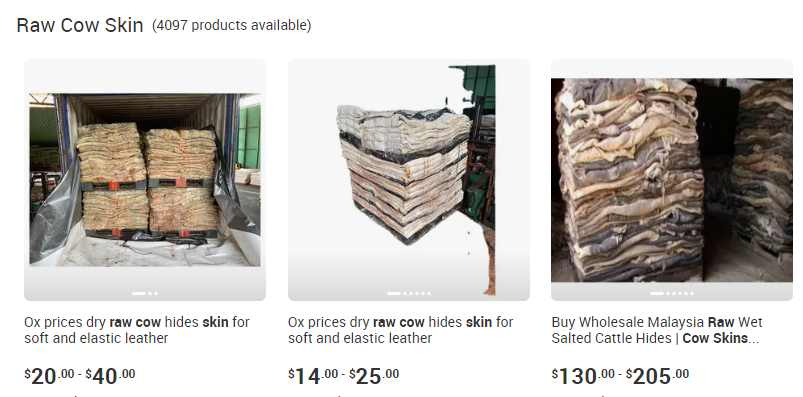 Raw Cow Skin (4097 products available)
Ox prices dry raw cow hides skin for
soft and elastic leather
$20.00 - $40.00
Ox prices dry raw cow hides skin for
soft and elastic leather
$14.00 - $25.00
Buy Wholesale Malaysia Raw Wet
Salted Cattle Hides | Cow Skins...
$130.00 - $205.00